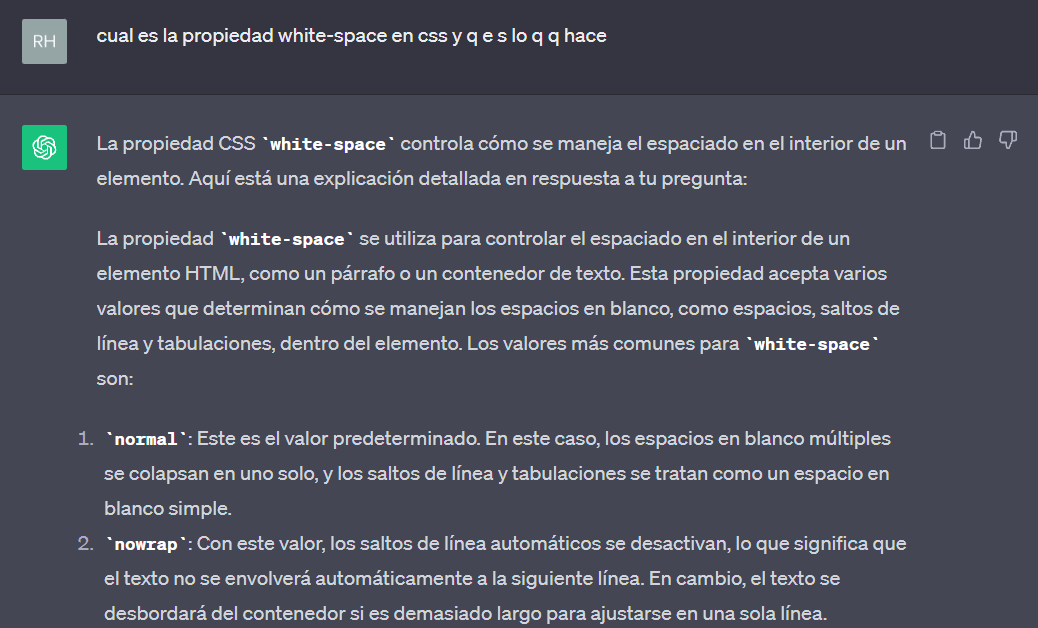 RH
cual es la propiedad white-space en css y q e s lo q q hace
La propiedad CSS `white-space` controla cómo se maneja el espaciado en el interior de un
elemento. Aquí está una explicación detallada en respuesta a tu pregunta:
La propiedad `white-space` se utiliza para controlar el espaciado en el interior de un
elemento HTML, como un párrafo o un contenedor de texto. Esta propiedad acepta varios
valores que determinan cómo se manejan los espacios en blanco, como espacios, saltos de
línea y tabulaciones, dentro del elemento. Los valores más comunes para `white-space`
son:
1. `normal`: Este es el valor predeterminado. En este caso, los espacios en blanco múltiples
se colapsan en uno solo, y los saltos de línea y tabulaciones se tratan como un espacio en
blanco simple.
2. `nowrap`: Con este valor, los saltos de línea automáticos se desactivan, lo que significa que
el texto no se envolverá automáticamente a la siguiente línea. En cambio, el texto se
desbordará del contenedor si es demasiado largo para ajustarse en una sola línea.